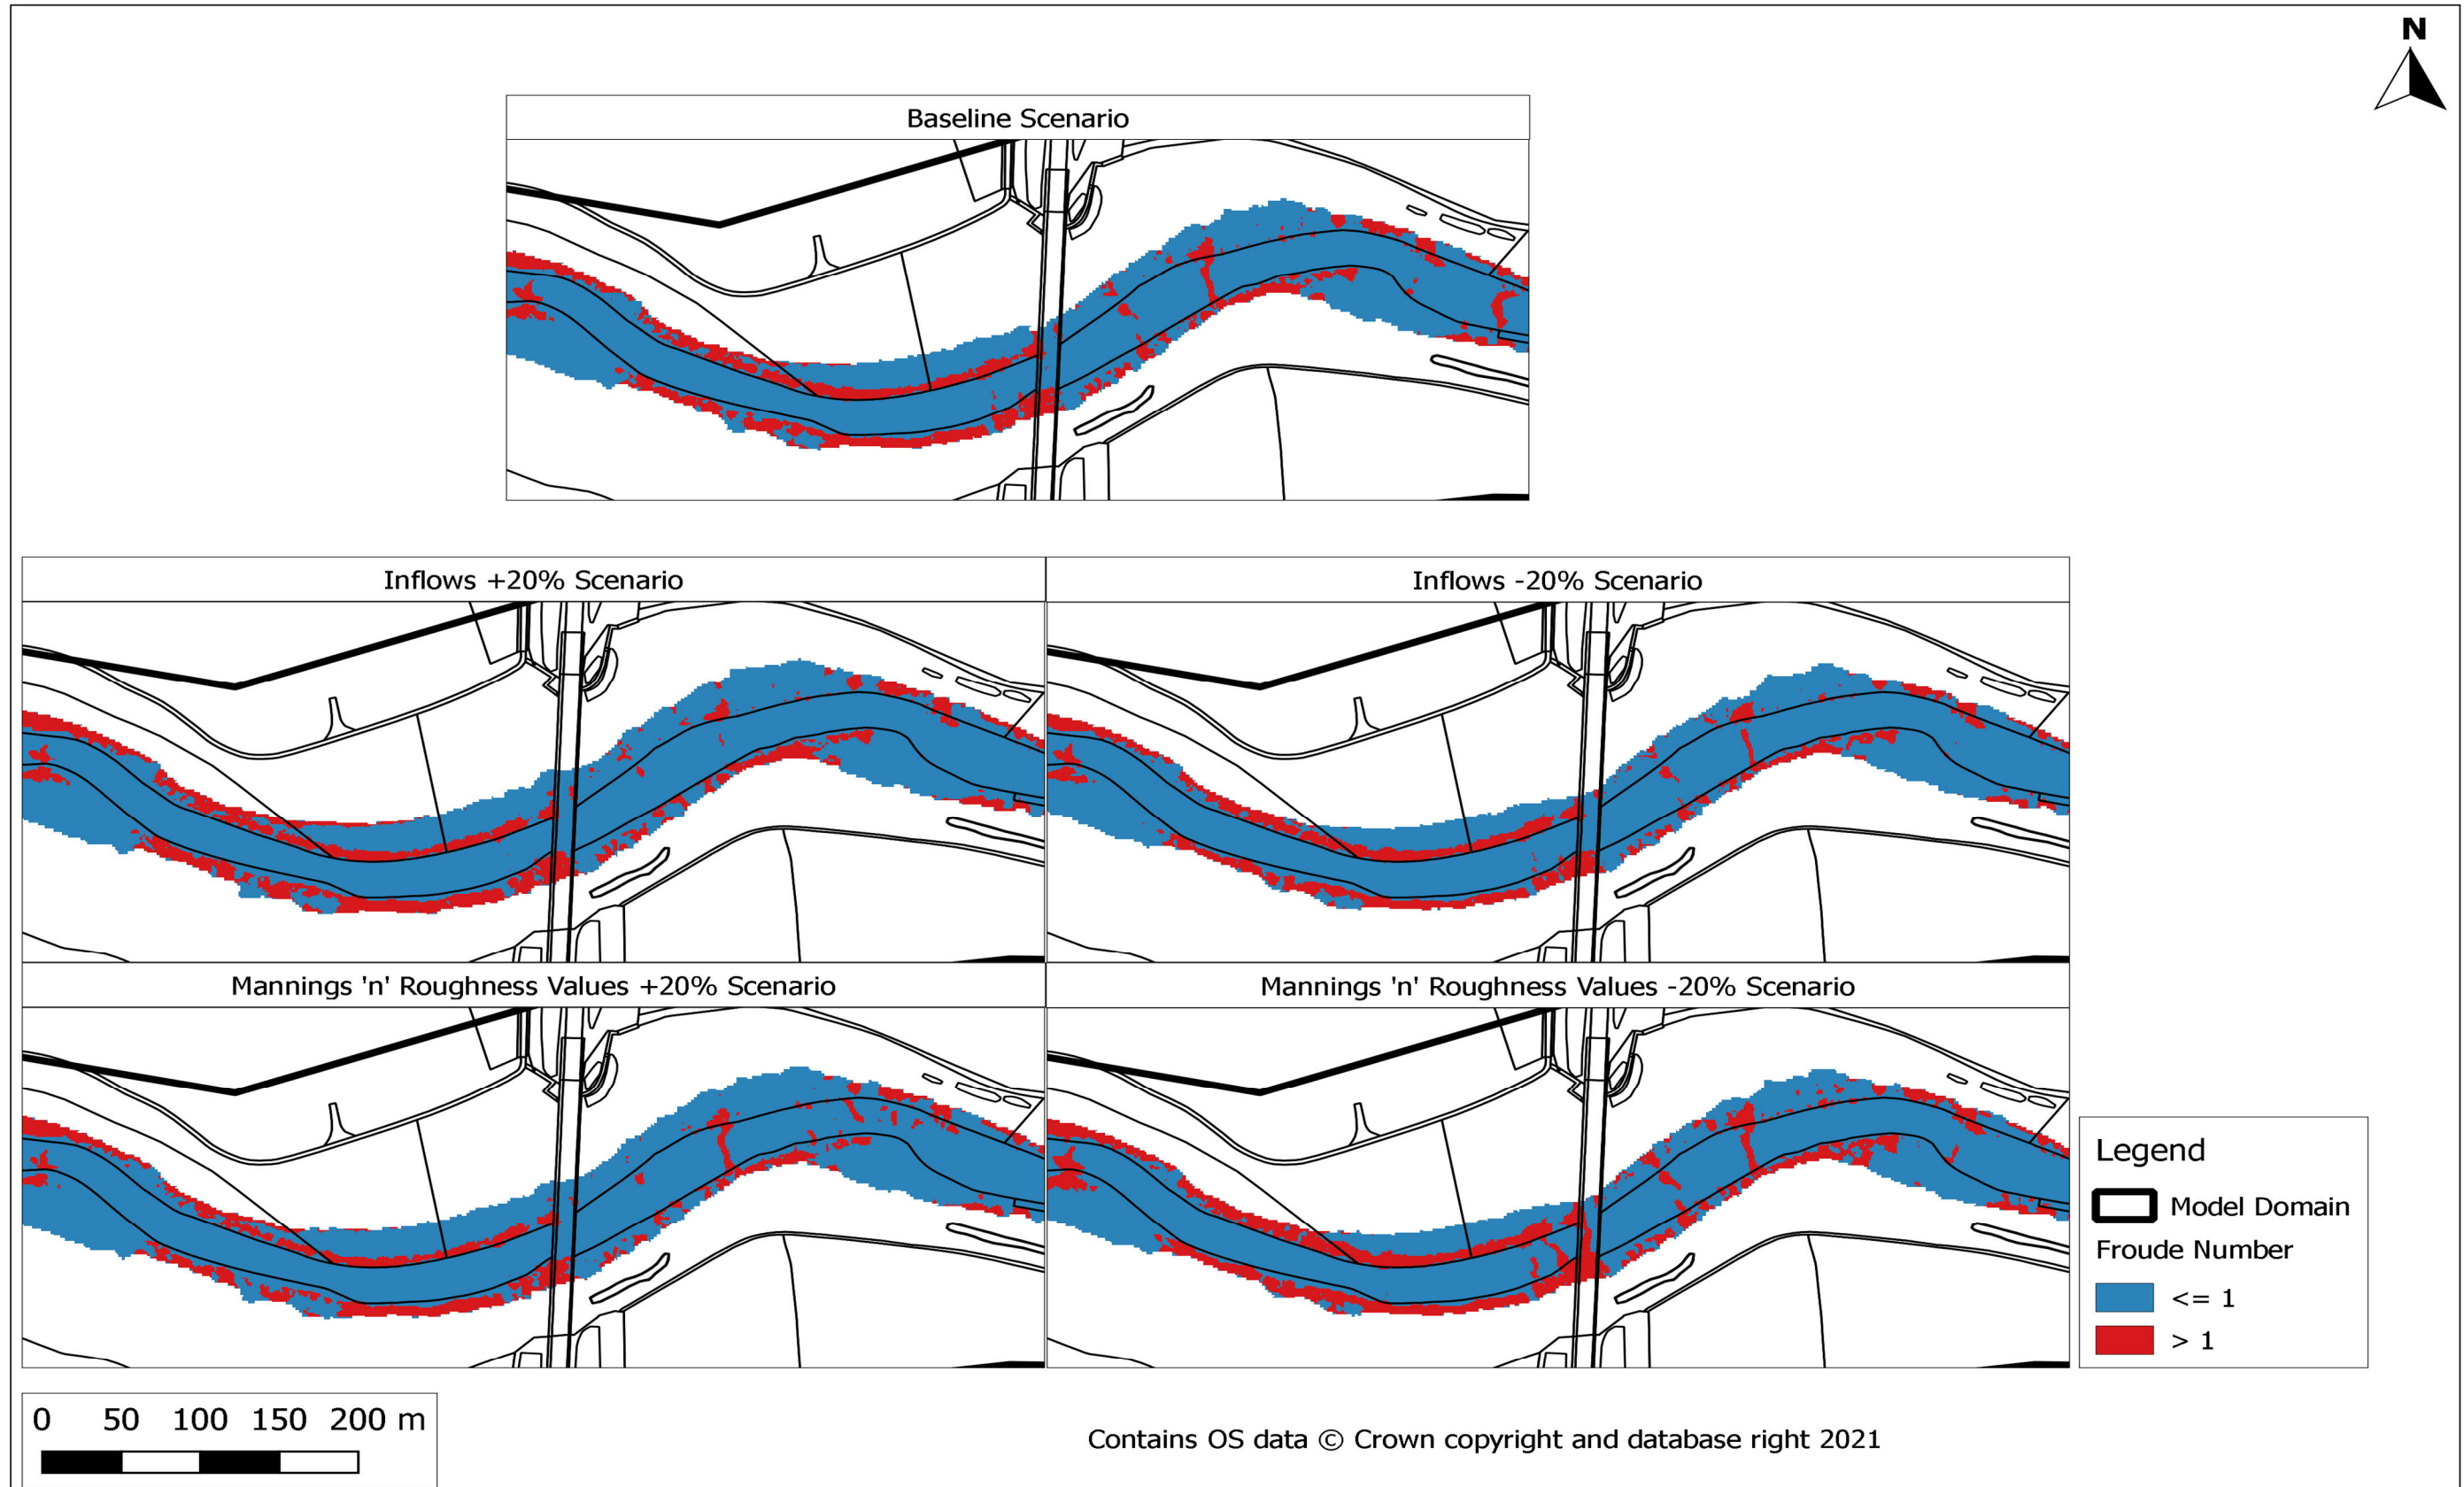 N
Baseline Scenario
Inflows +20% Scenario
Inflows -20% Scenario
Mannings 'n' Roughness Values +20% Scenario
Mannings 'n' Roughness Values -20% Scenario
Legend
Model Domain
Froude Number
<= 1
> 1
0 50 100 150 200 m
Contains OS data © Crown copyright and database right 2021